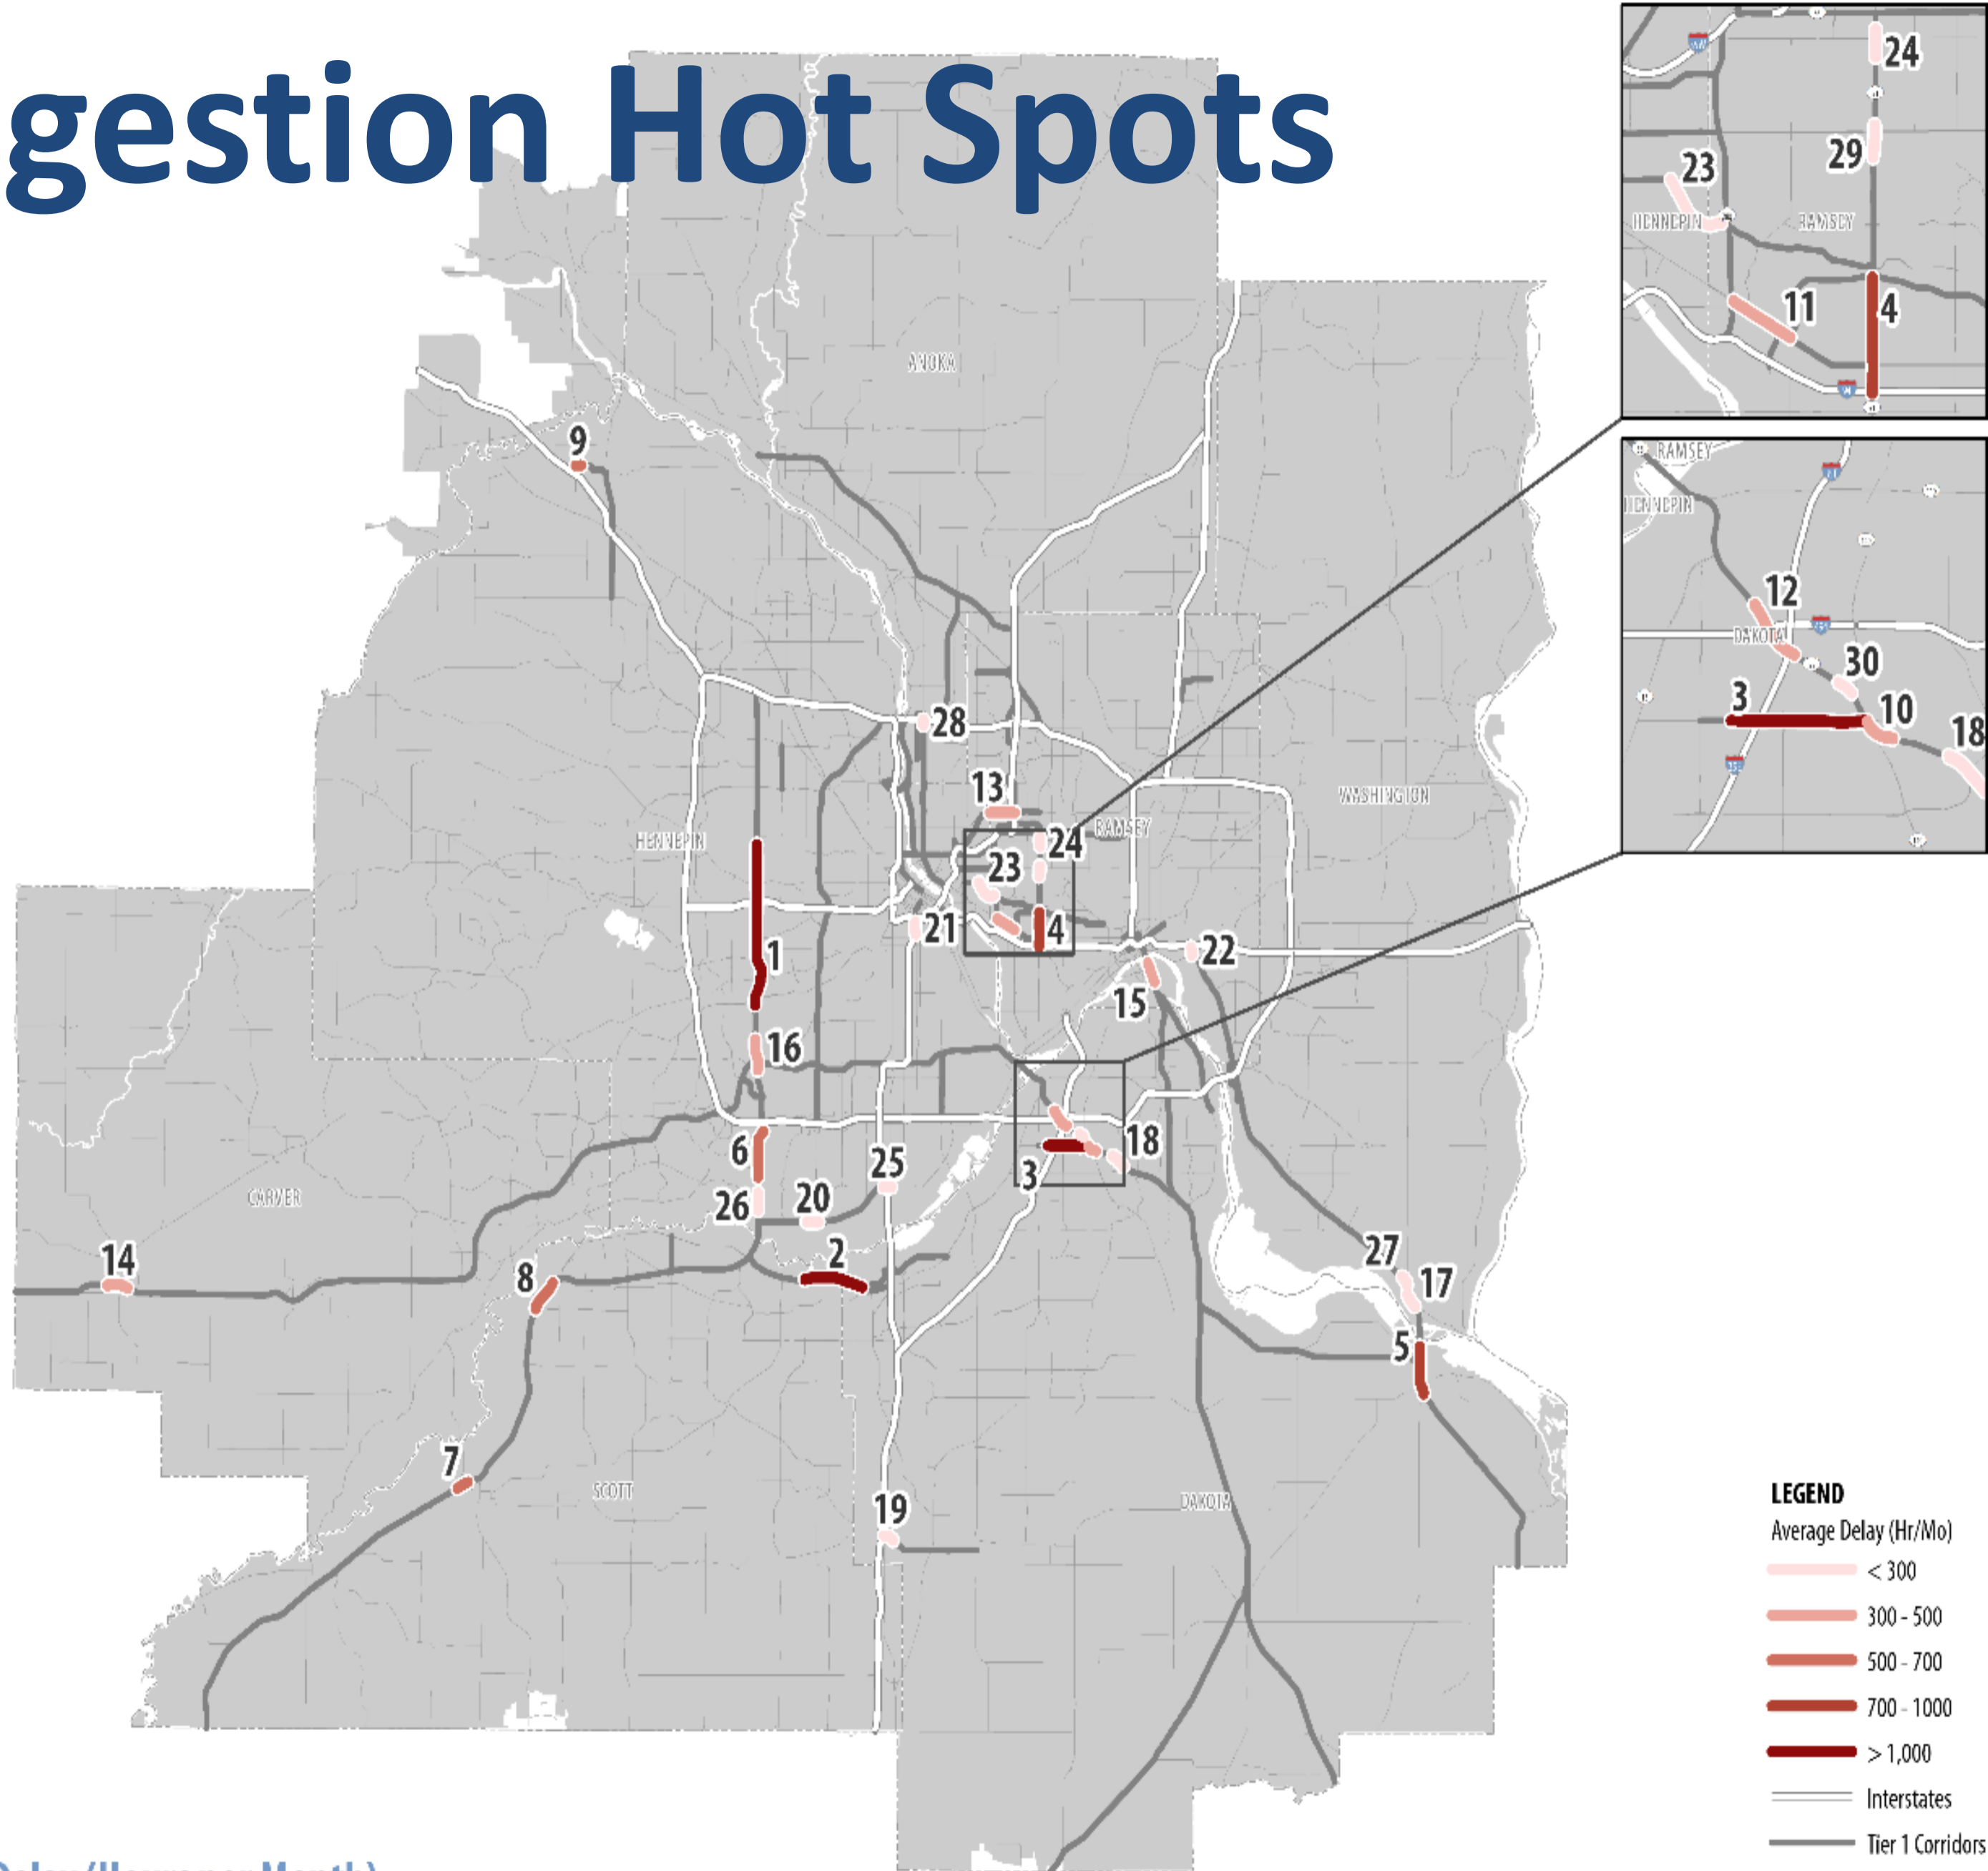 gestion Hot Spots
ANOKA
9
28
13
HENNEPIN
WASHINGTON
RAMSEY
24
23
21
4
1
22
15
16
6
25
18
3
26
20
CARVER
14
8
2
27
17
5
7
SCOTT
19
DAKOTA
24
29
23
HENNEPIN
RAMSEY
11
4
94
RAMSEY
HENNEPIN
12
DAKOTA
30
3
10
18
LEGEND
Average Delay (Hr/Mo)
< 300
300 - 500
500 - 700
700 - 1000
> 1,000
Interstates
Tier 1 Corridors